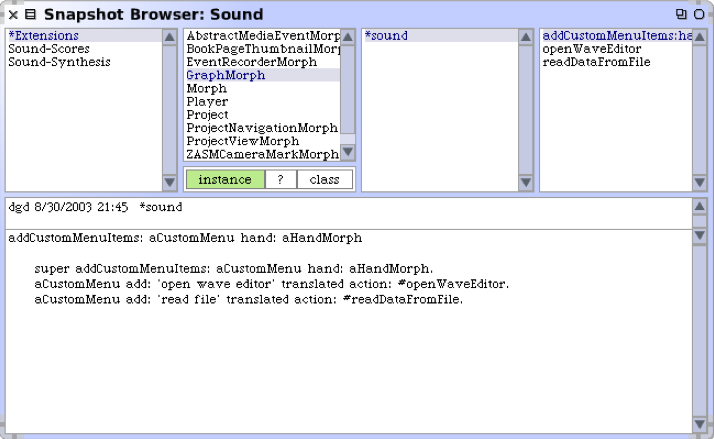 Snapshot Browser: Sound
*Extensions
Sound-Scores
Sound-Synthesis
AbstractMediaEventMorph
BookPageThumbnailMorp
EventRecorderMorph
GraphMorph
Morph
Player
Project
ProjectNavigationMorph
ProjectViewMorph
ZASMCameraMarkMorph
instance ? class
*sound
addCustomMenuItems:ha
openWaveEditor
readDataFromFile
dgd 8/30/2003 21:45 *sound
addCustomMenuItems: aCustomMenu hand: aHandMorph
super addCustomMenuItems: aCustomMenu hand: aHandMorph.
aCustomMenu add: 'open wave editor' translated action: #openWaveEditor.
aCustomMenu add: 'read file' translated action: #readDataFromFile.